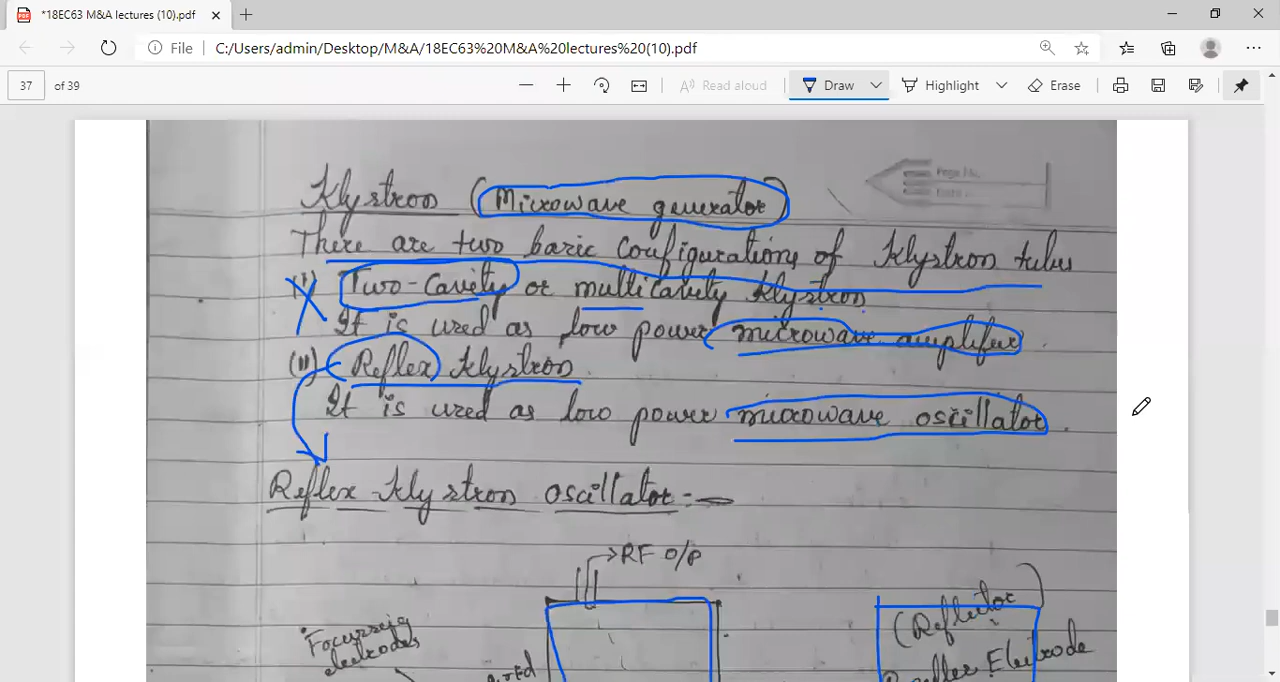 *18EC63 M&A lectures (10).pdf
File | C:/Users/admin/Desktop/M&A/18EC63%20M&A%20lectures%20(10).pdf
37 of 39 Read aloud Draw Highlight Erase
Klystron (Microwave generator)
There are two basic configurations of Klystron tubes
(i) Two-Cavity or multicavity Klystron
It is used as low power microwave amplifier.
(ii) Reflex Klystron
It is used as low power microwave oscillator.
Reflex Klystron oscillator:-
RF O/P
Focussing
electrodes
(Reflector)
Electrode